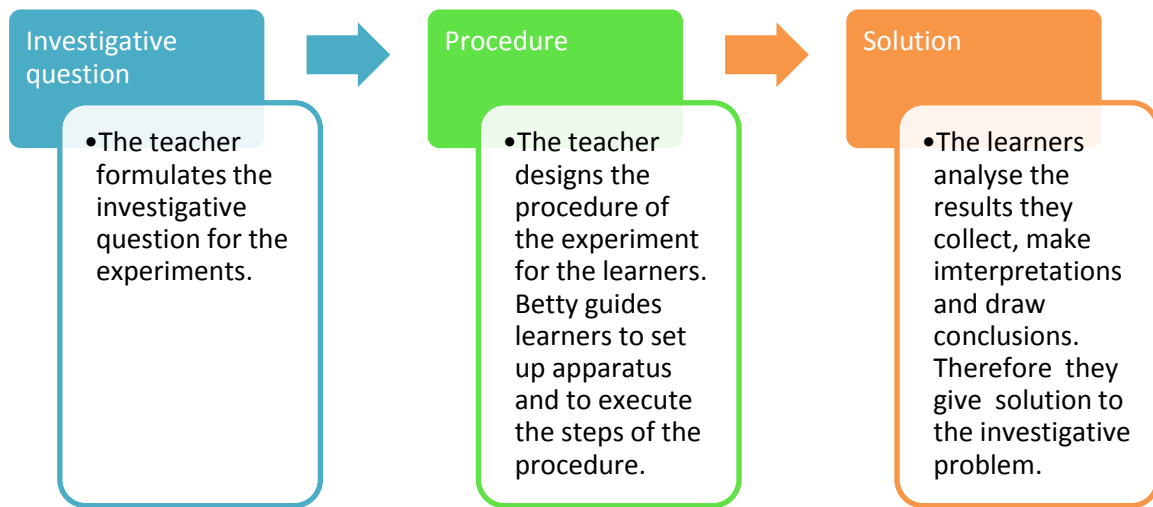 Investigative
question
•The teacher
formulates the
investigative
question for the
experiments.
Procedure
•The teacher
designs the
procedure of
the experiment
for the learners.
Betty guides
learners to set
up apparatus
and to execute
the steps of the
procedure.
Solution
•The learners
analyse the
results they
collect, make
imterpretations
and draw
conclusions.
Therefore they
give solution to
the investigative
problem.